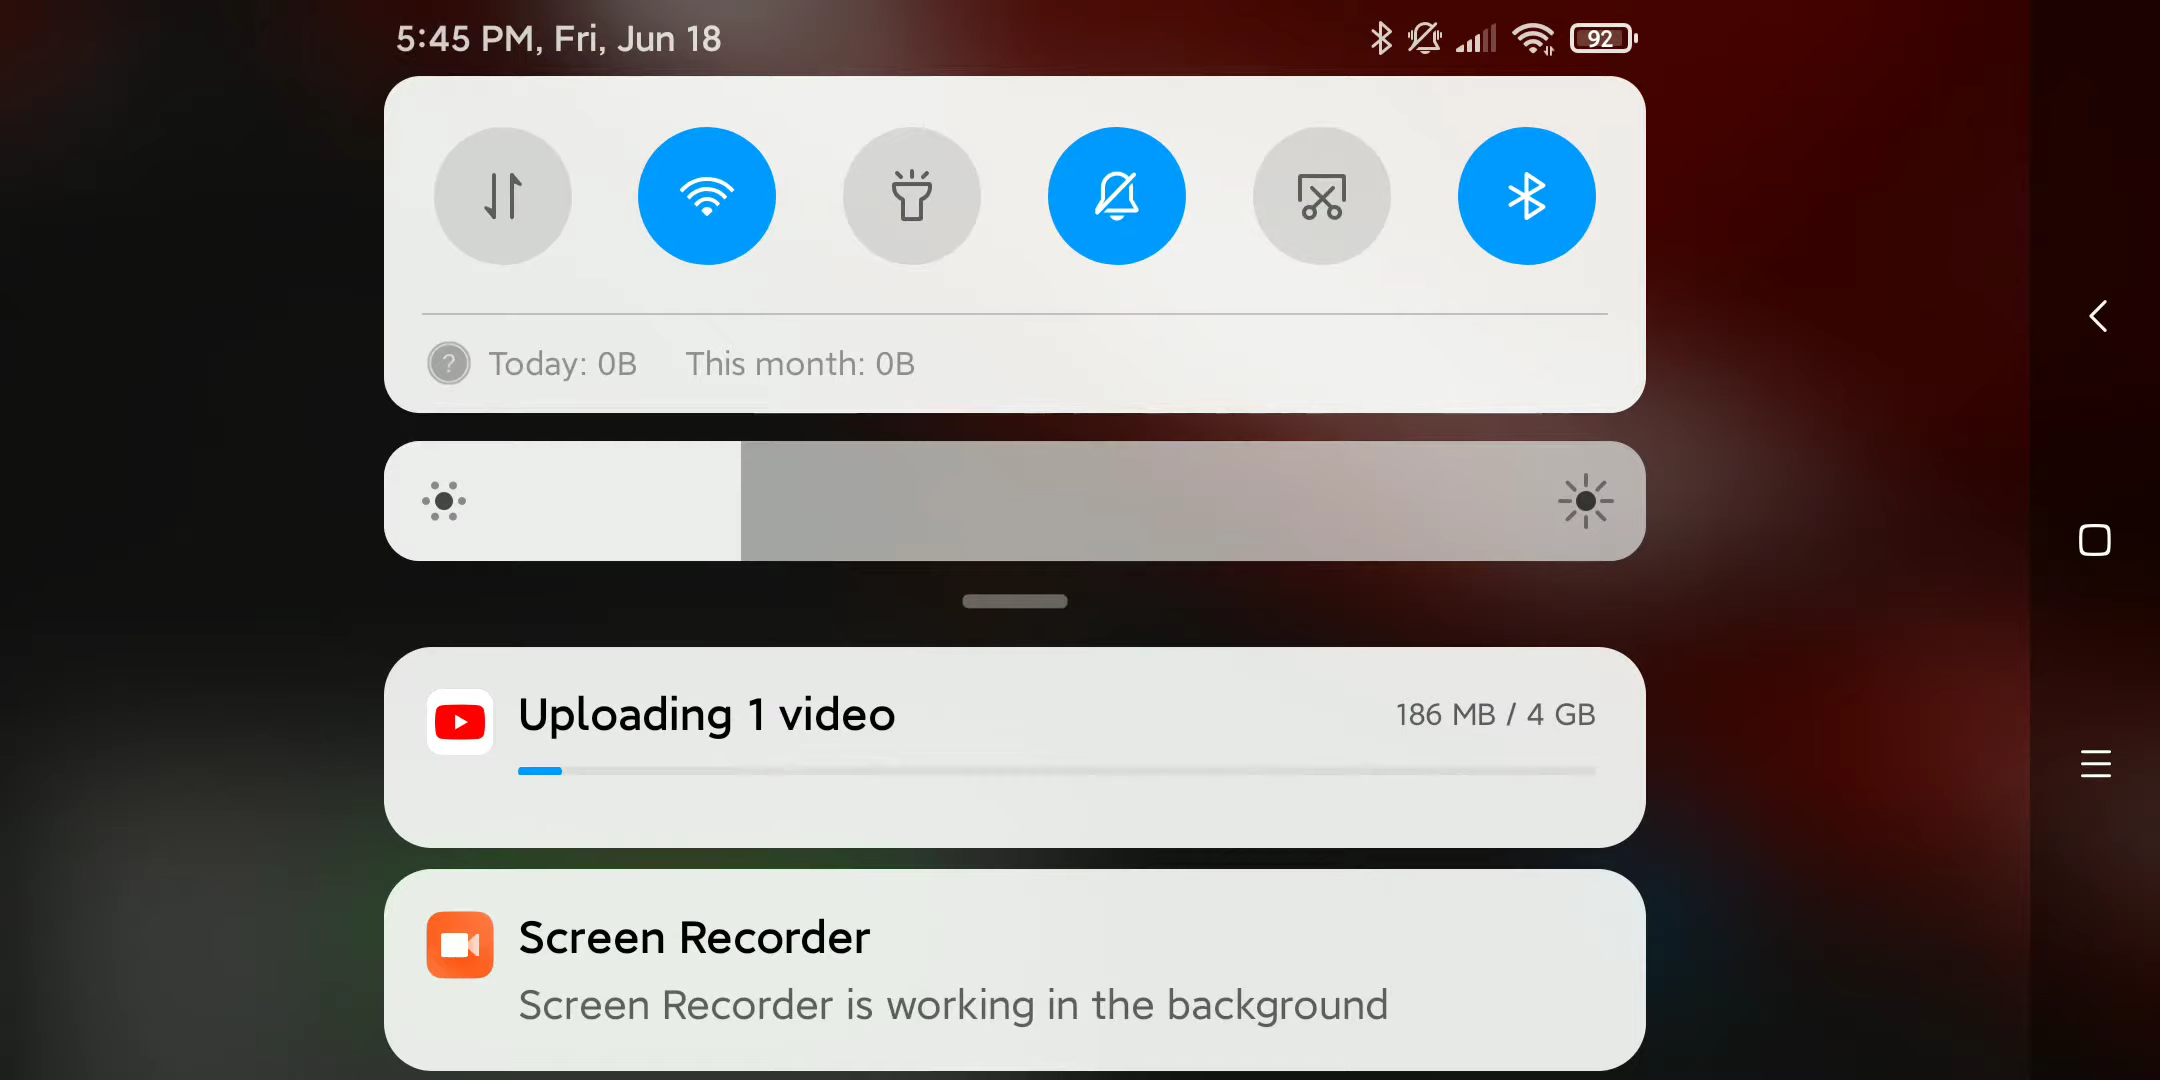 5:45 PM, Fri, Jun 18
92
? Today: 0B This month: 0B
Uploading 1 video 186 MB / 4 GB
Screen Recorder
Screen Recorder is working in the background